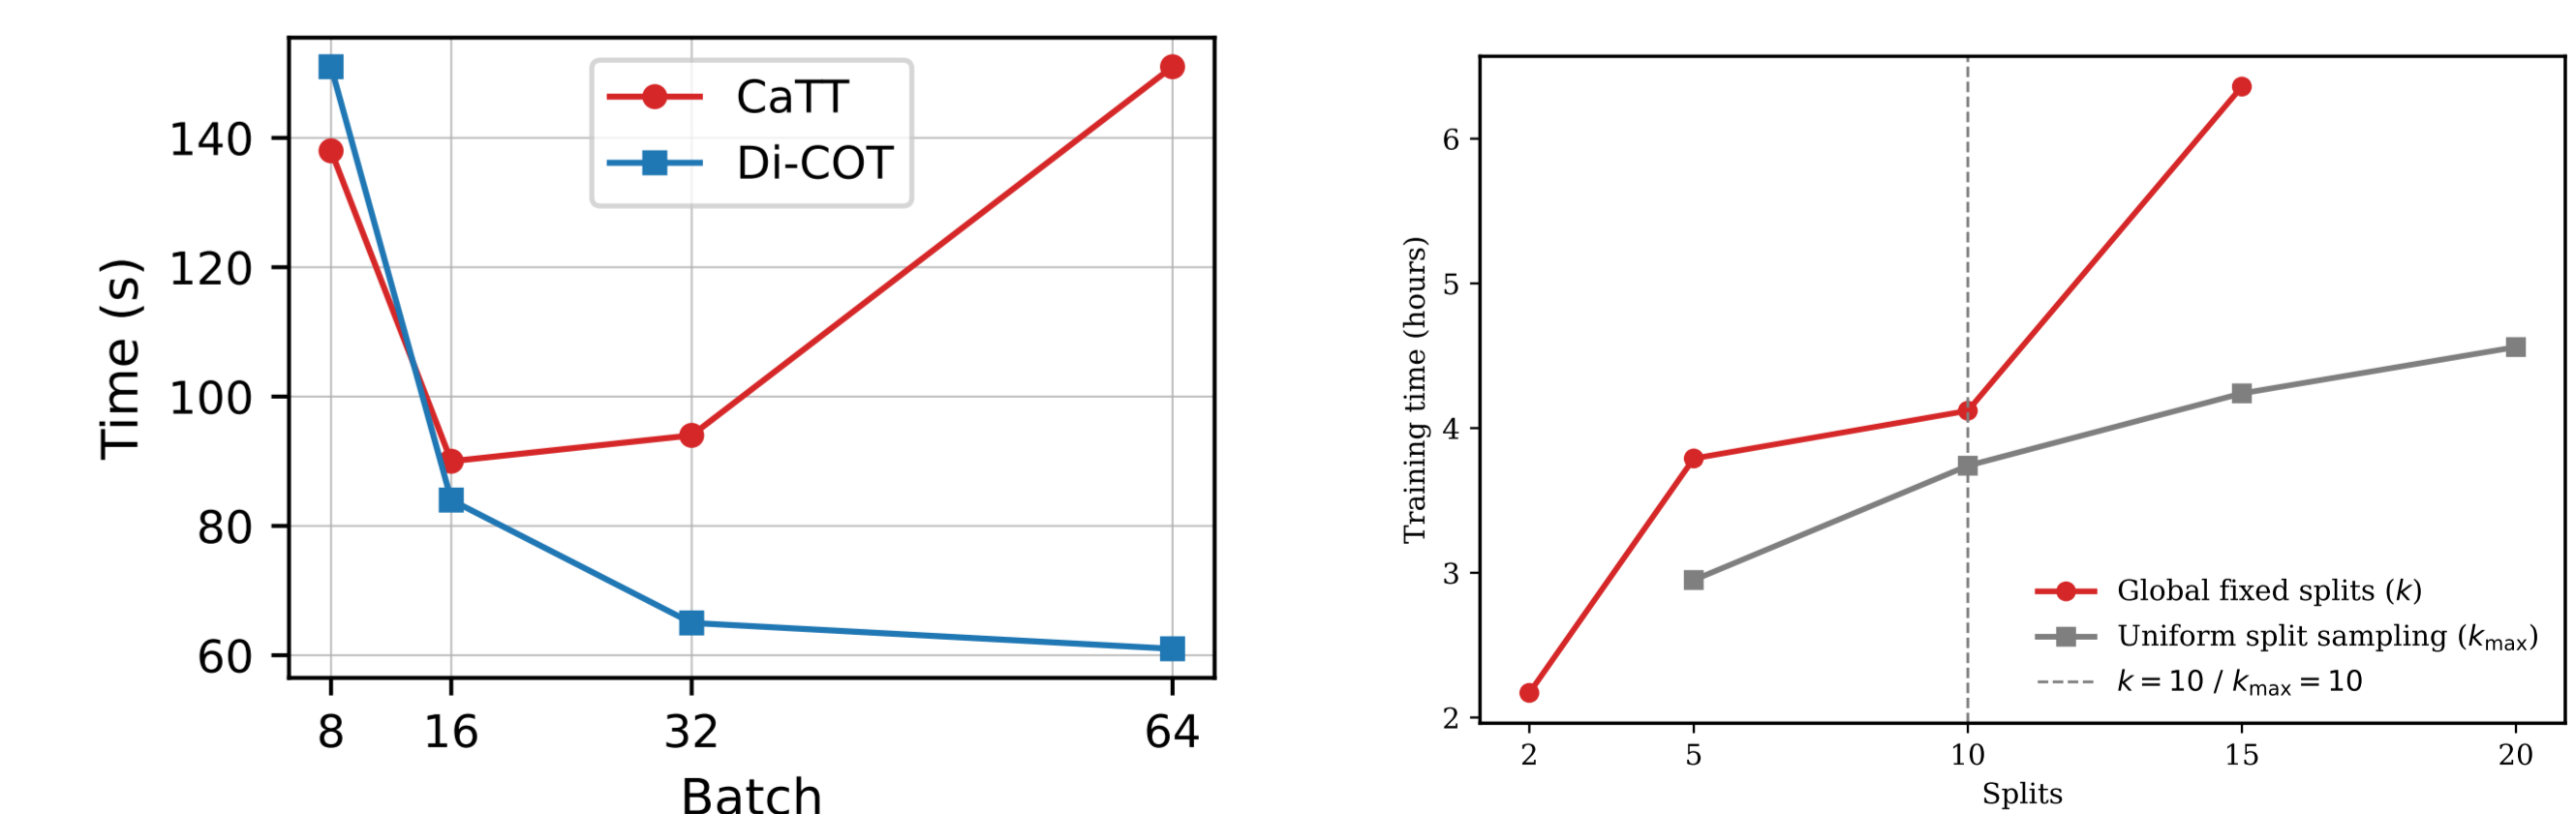 CaTT
Di-COT
140
120
100
80
60
Time (s)
8 16 32 64
Batch
6
5
4
3
2
Training time (hours)
Global fixed splits (k)
Uniform split sampling (kmax)
k = 10 / kmax = 10
2 5 10 15 20
Splits